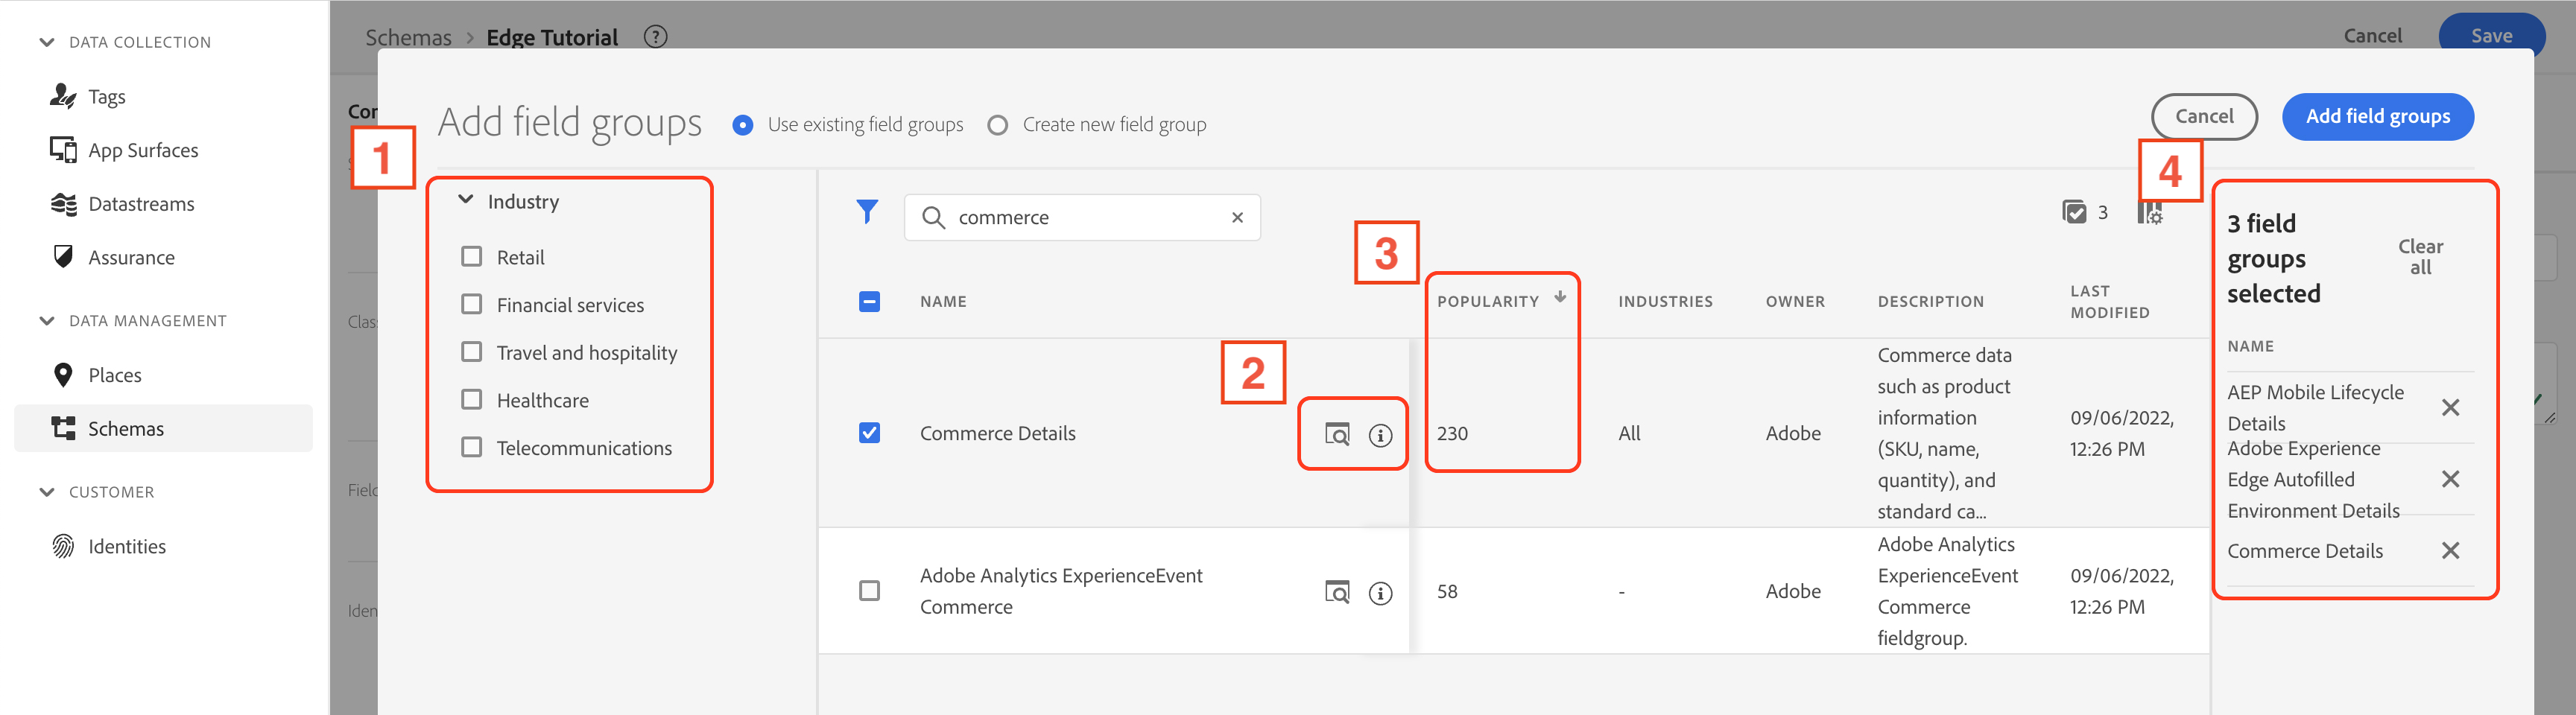 DATA COLLECTION
Tags
App Surfaces
Datastreams
Assurance
DATA MANAGEMENT
Places
Schemas
CUSTOMER
Identities
Schemas > Edge Tutorial ?
Cancel Save
Add field groups Use existing field groups Create new field group
Cancel Add field groups
1
Industry
Retail
Financial services
Travel and hospitality
Healthcare
Telecommunications
commerce
3
NAME POPULARITY INDUSTRIES OWNER DESCRIPTION LAST
MODIFIED
3
2
Commerce Details 230 All Adobe
Commerce data
such as product
information
(SKU, name,
quantity), and
standard ca...
09/06/2022,
12:26 PM
Adobe Analytics ExperienceEvent
Commerce
58 - Adobe
Adobe Analytics
ExperienceEvent
Commerce
fieldgroup.
09/06/2022,
12:26 PM
4
3 field
groups
selected
Clear
all
NAME
AEP Mobile Lifecycle
Details
Adobe Experience
Edge Autofilled
Environment Details
Commerce Details